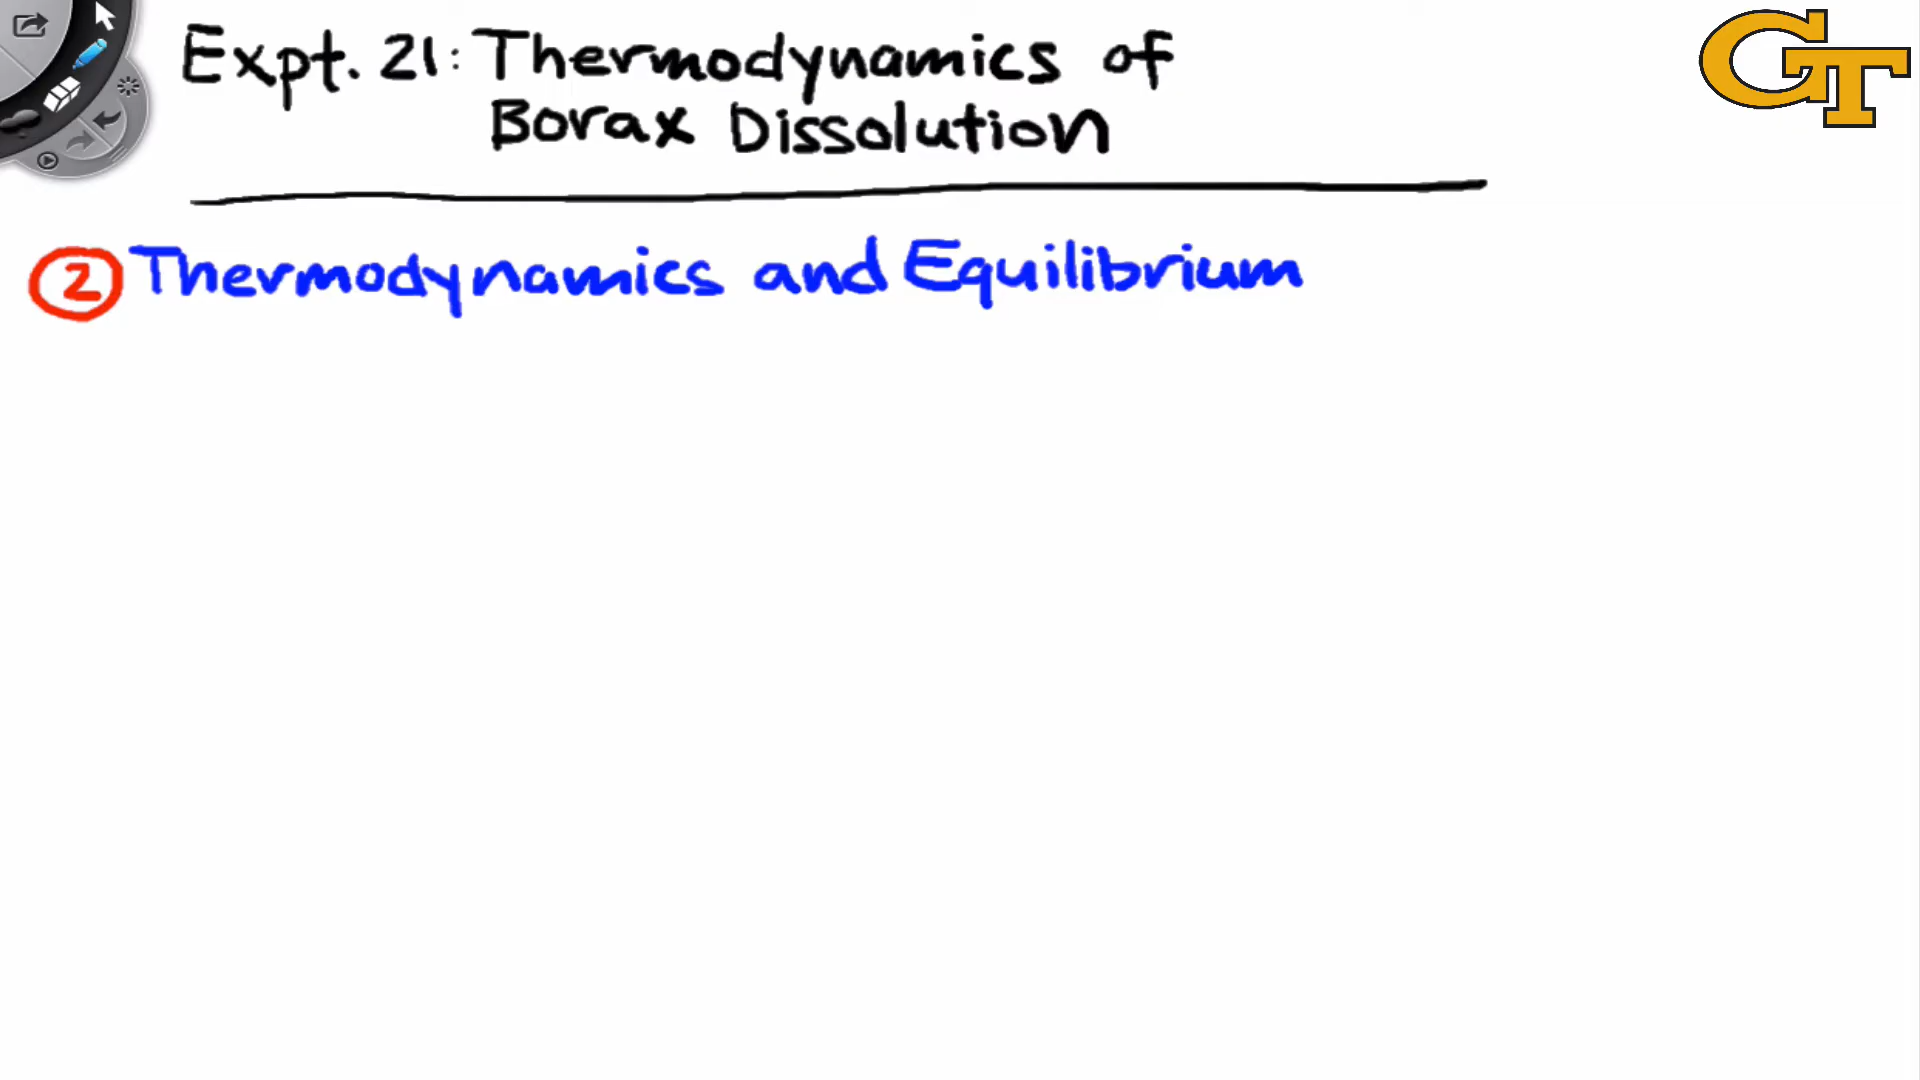 Expt. 21: Thermodynamics of
Borax Dissolution
GT
2 Thermodynamics and Equilibrium